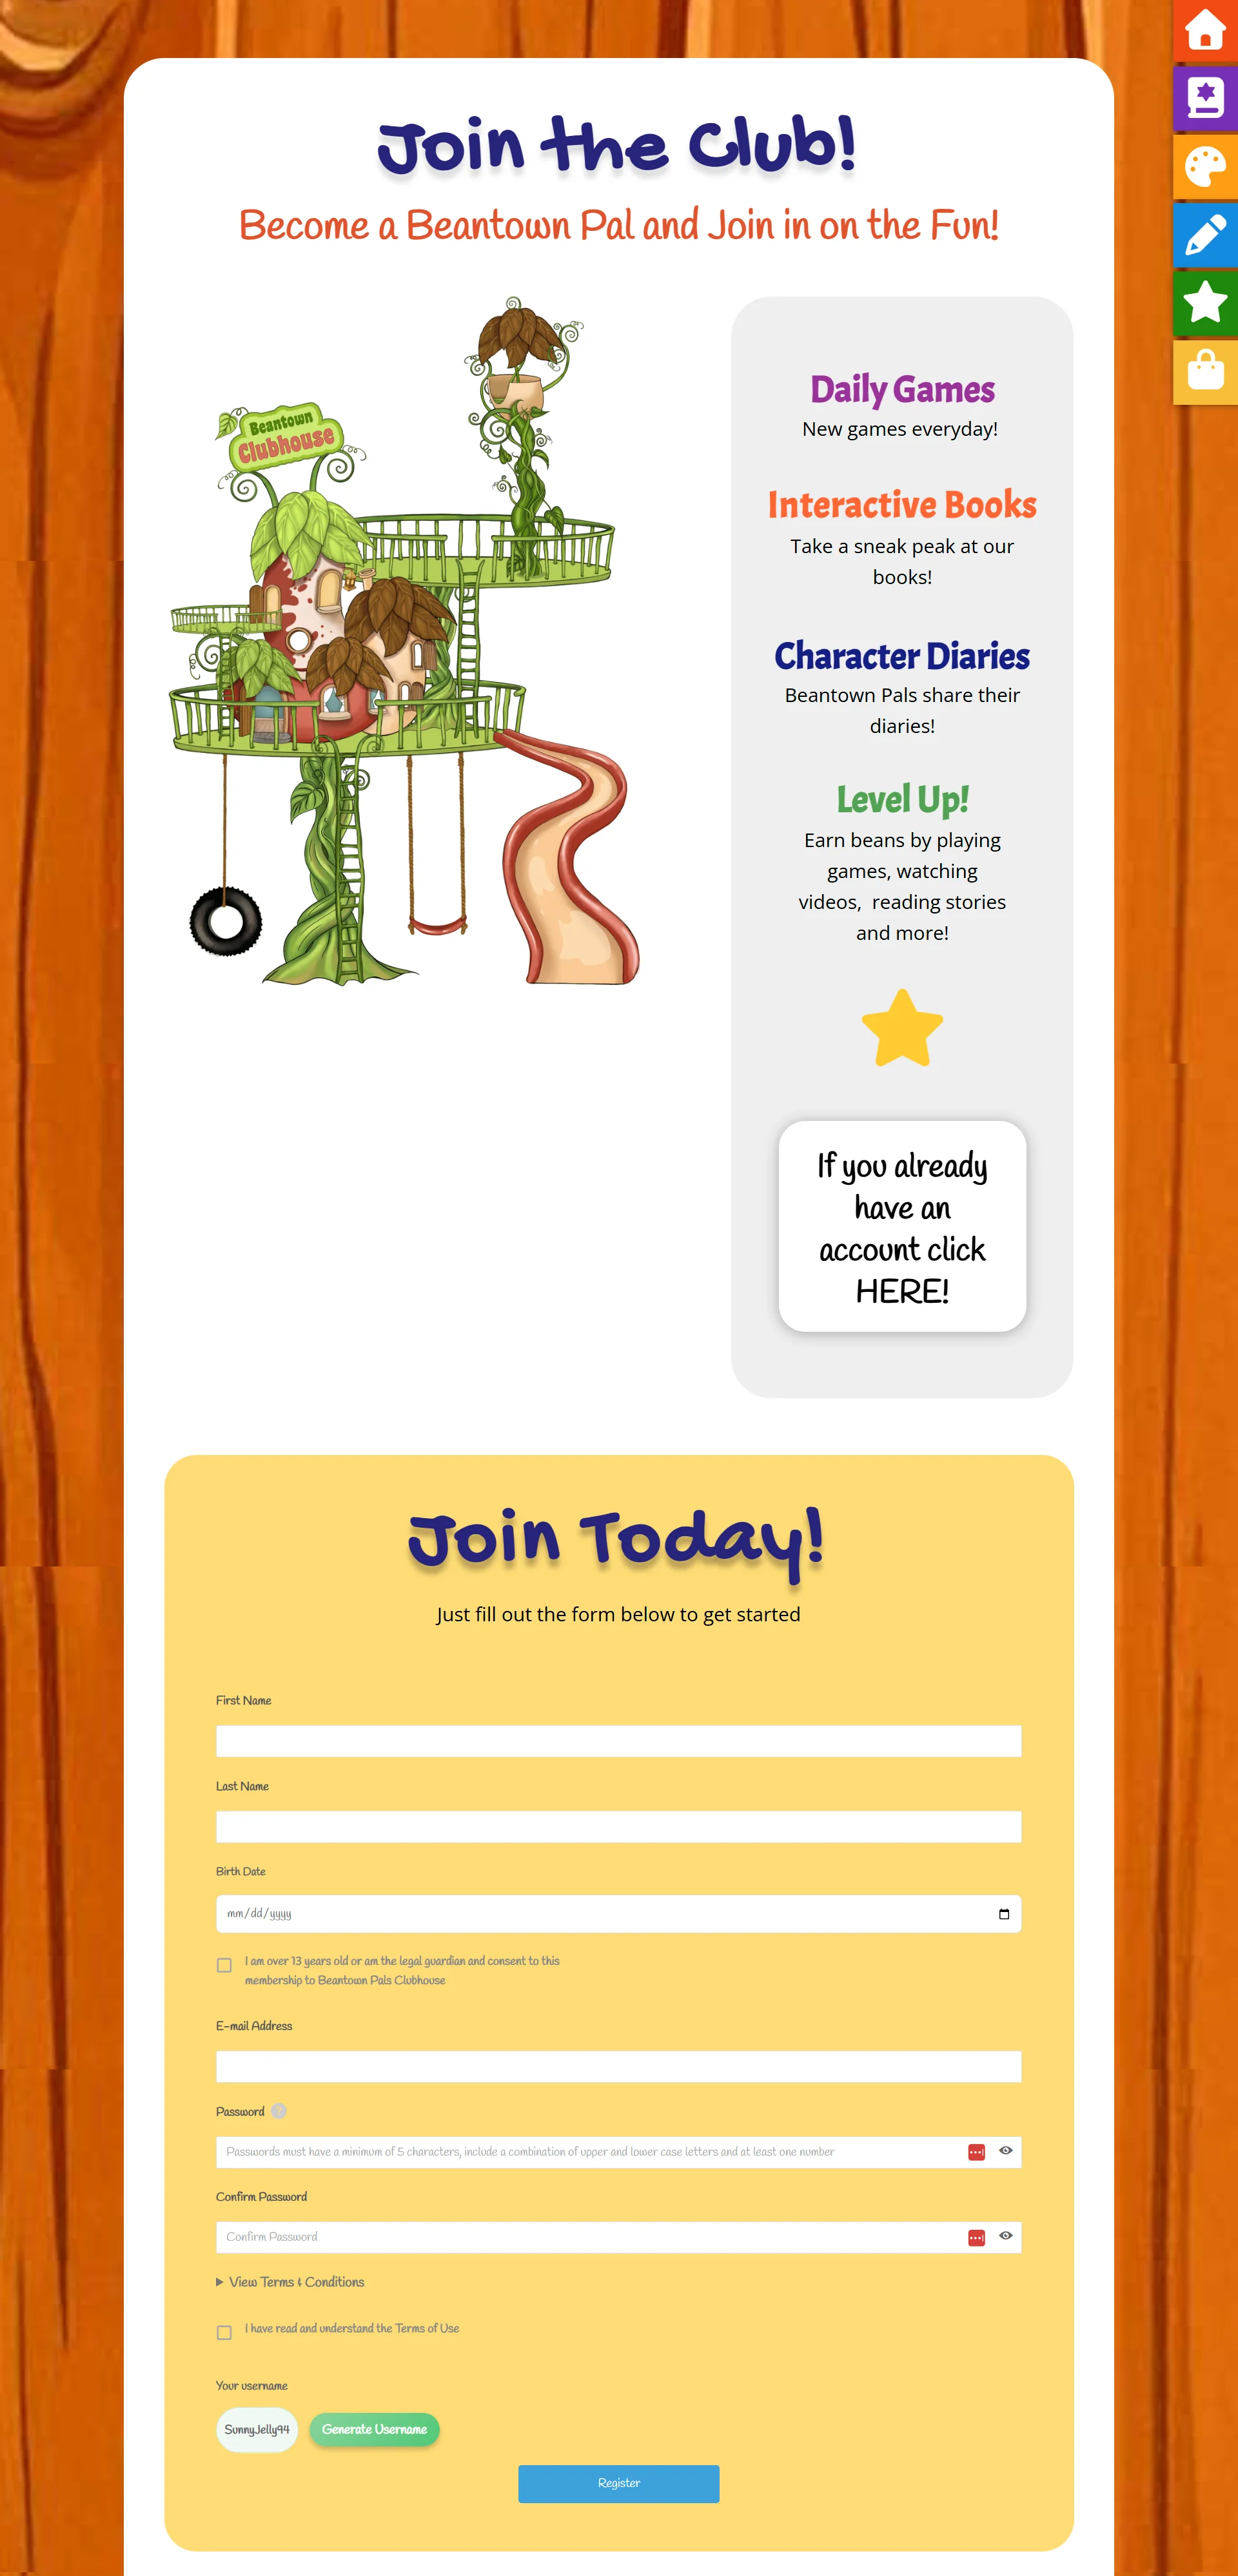 Join the Club!
Become a Beantown Pal and Join in on the Fun!
Beantown
Clubhouse
Daily Games
New games everyday!
Interactive Books
Take a sneak peak at our
books!
Character Diaries
Beantown Pals share their
diaries!
Level Up!
Earn beans by playing
games, watching
videos,  reading stories
and more!
If you already
have an
account click
HERE!
Join Today!
Just fill out the form below to get started
First Name
Last Name
Birth Date
mm/dd/yyyy
I am over 13 years old or am the legal guardian and consent to this
membership to Beantown Pals Clubhouse
E-mail Address
Password ?
Passwords must have a minimum of 5 characters, include a combination of upper and lower case letters and at least one number
Confirm Password
Confirm Password
View Terms & Conditions
I have read and understand the Terms of Use
Your username
SunnyJelly94 Generate Username
Register